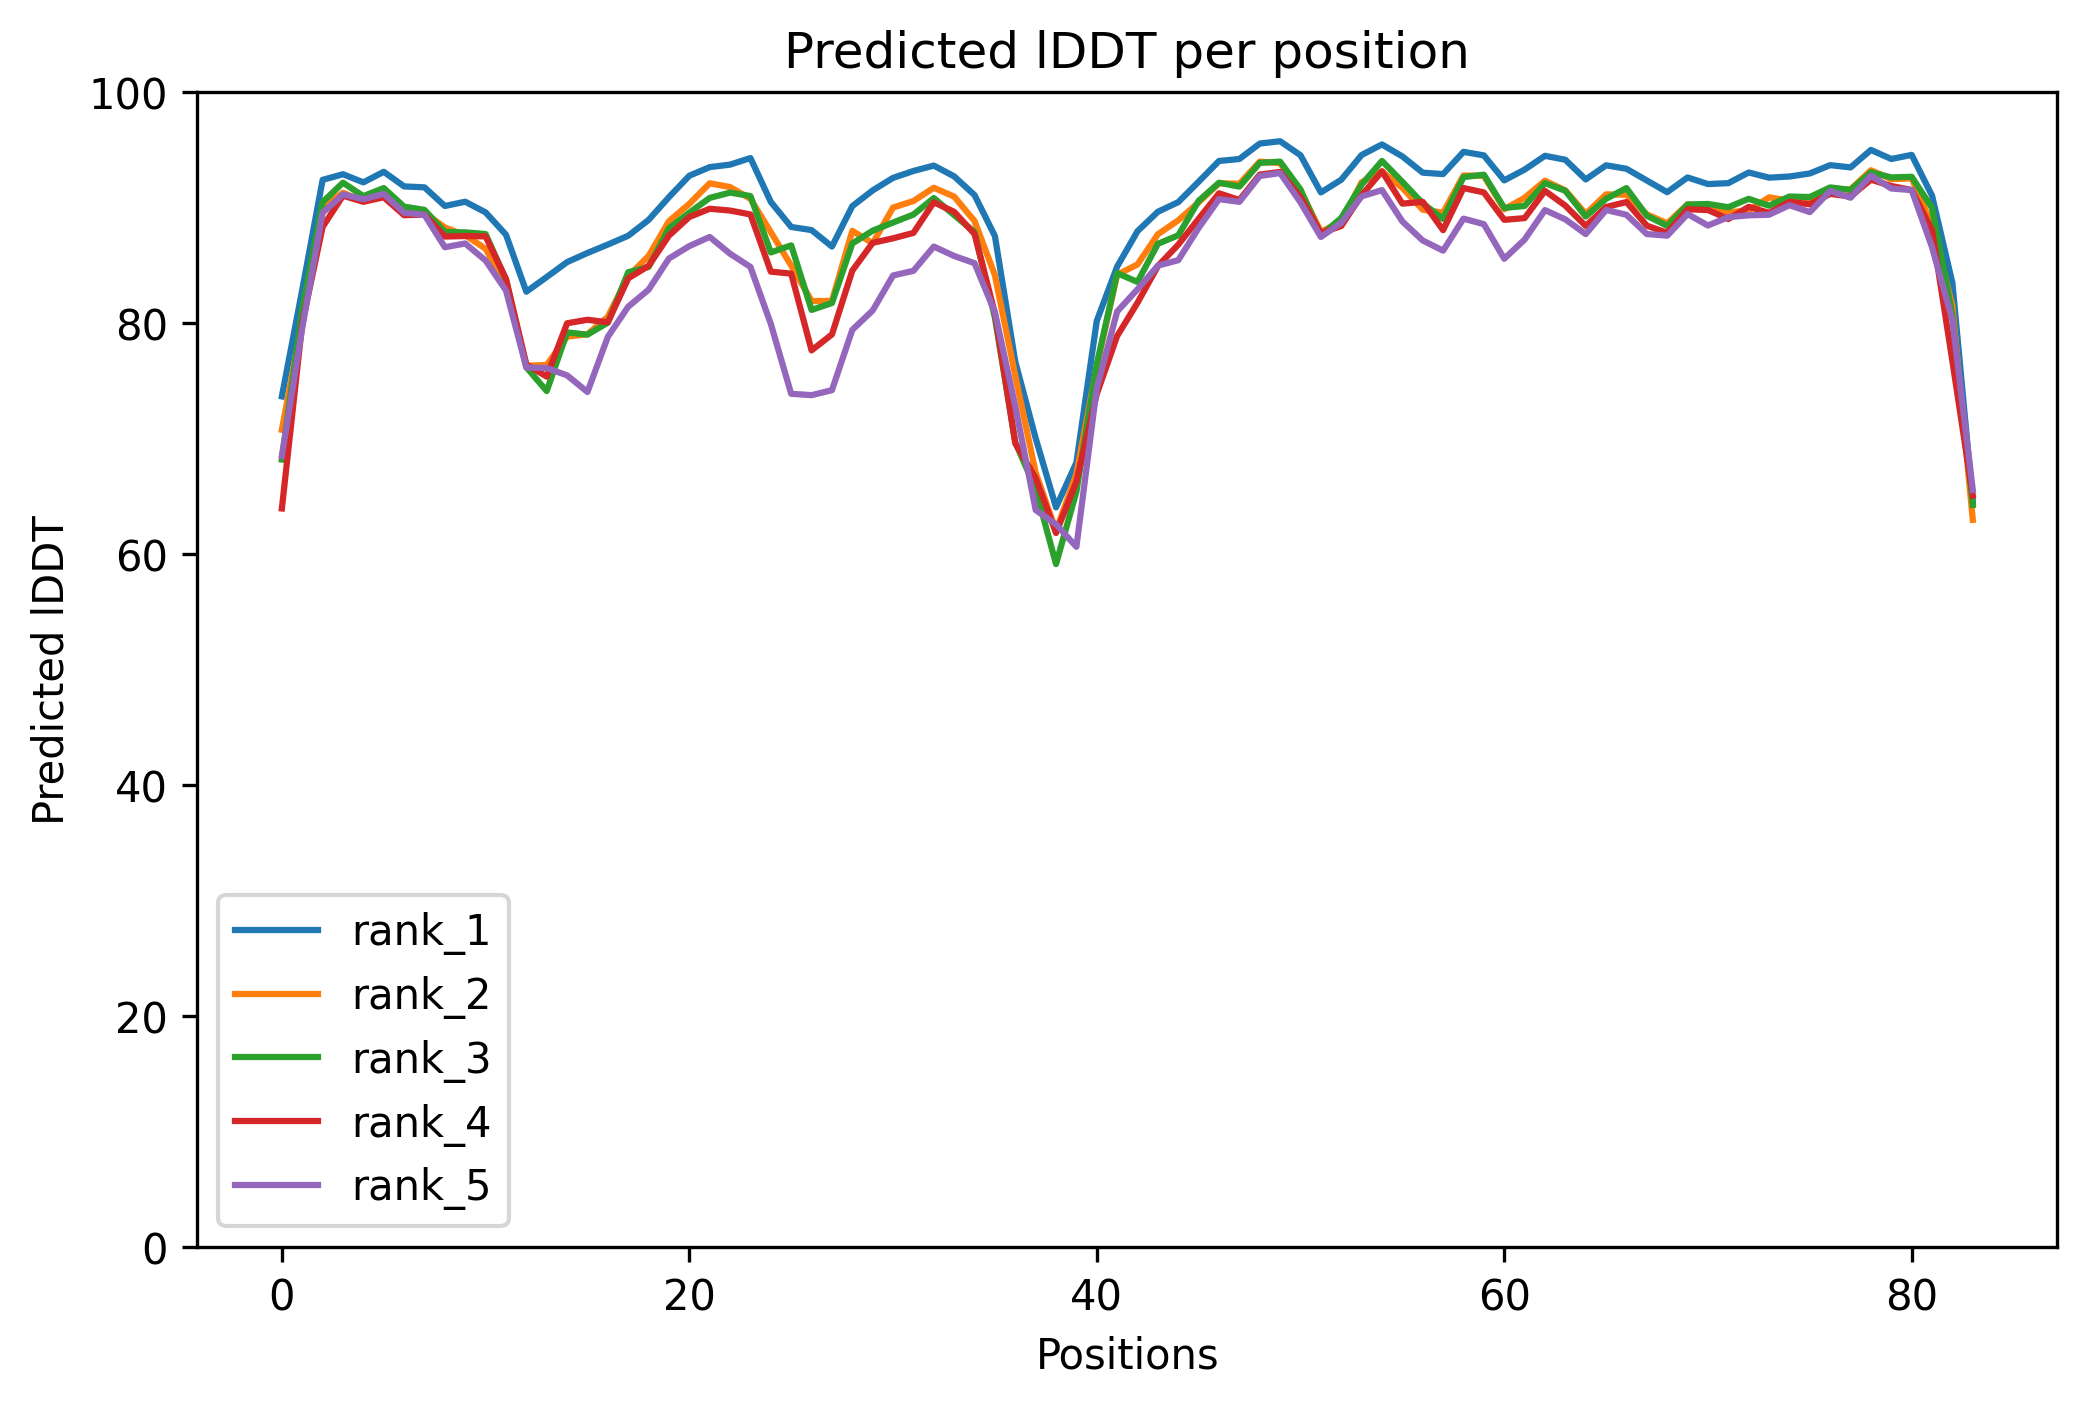 Predicted lDDT per position
100
80
60
40
20
0
Predicted lDDT
rank_1
rank_2
rank_3
rank_4
rank_5
0 20 40 60 80
Positions